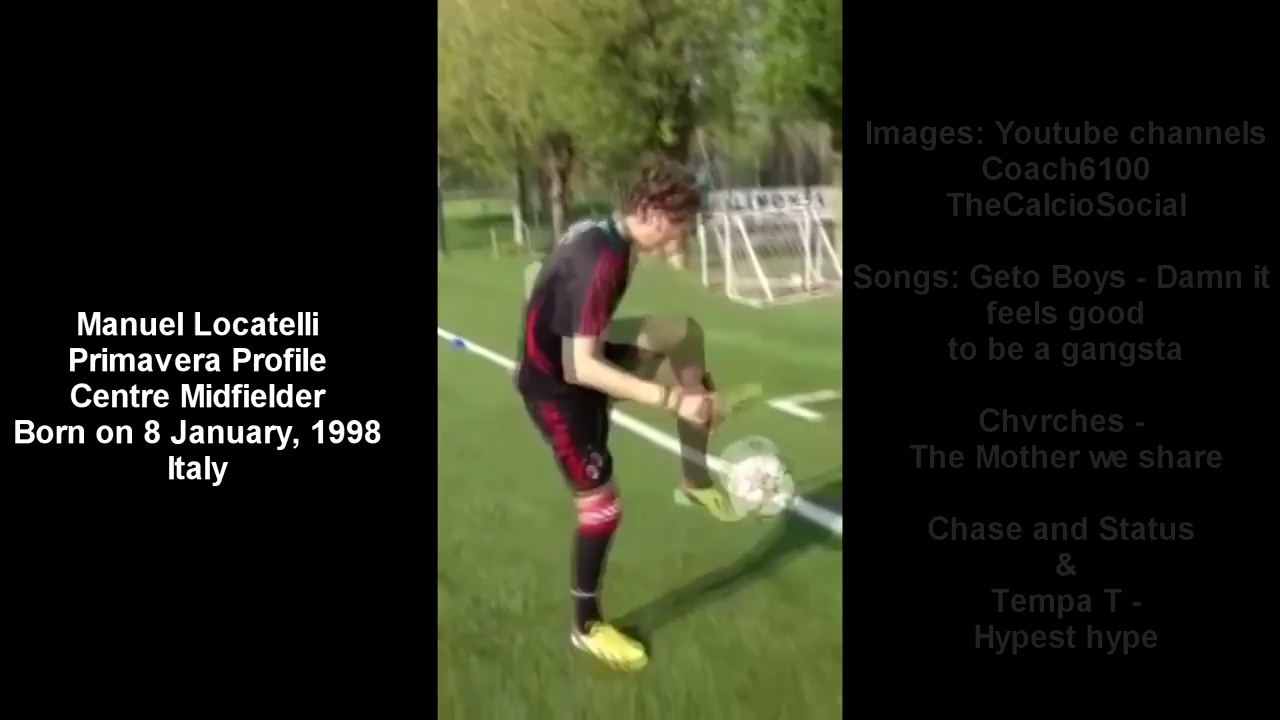 Manuel Locatelli
Primavera Profile
Centre Midfielder
Born on 8 January, 1998
Italy
Images: Youtube channels
Coach6100
TheCalcioSocial
Songs: Geto Boys - Damn it
feels good
to be a gangsta
Chvrches -
The Mother we share
Chase and Status
&
Tempa T -
Hypest hype